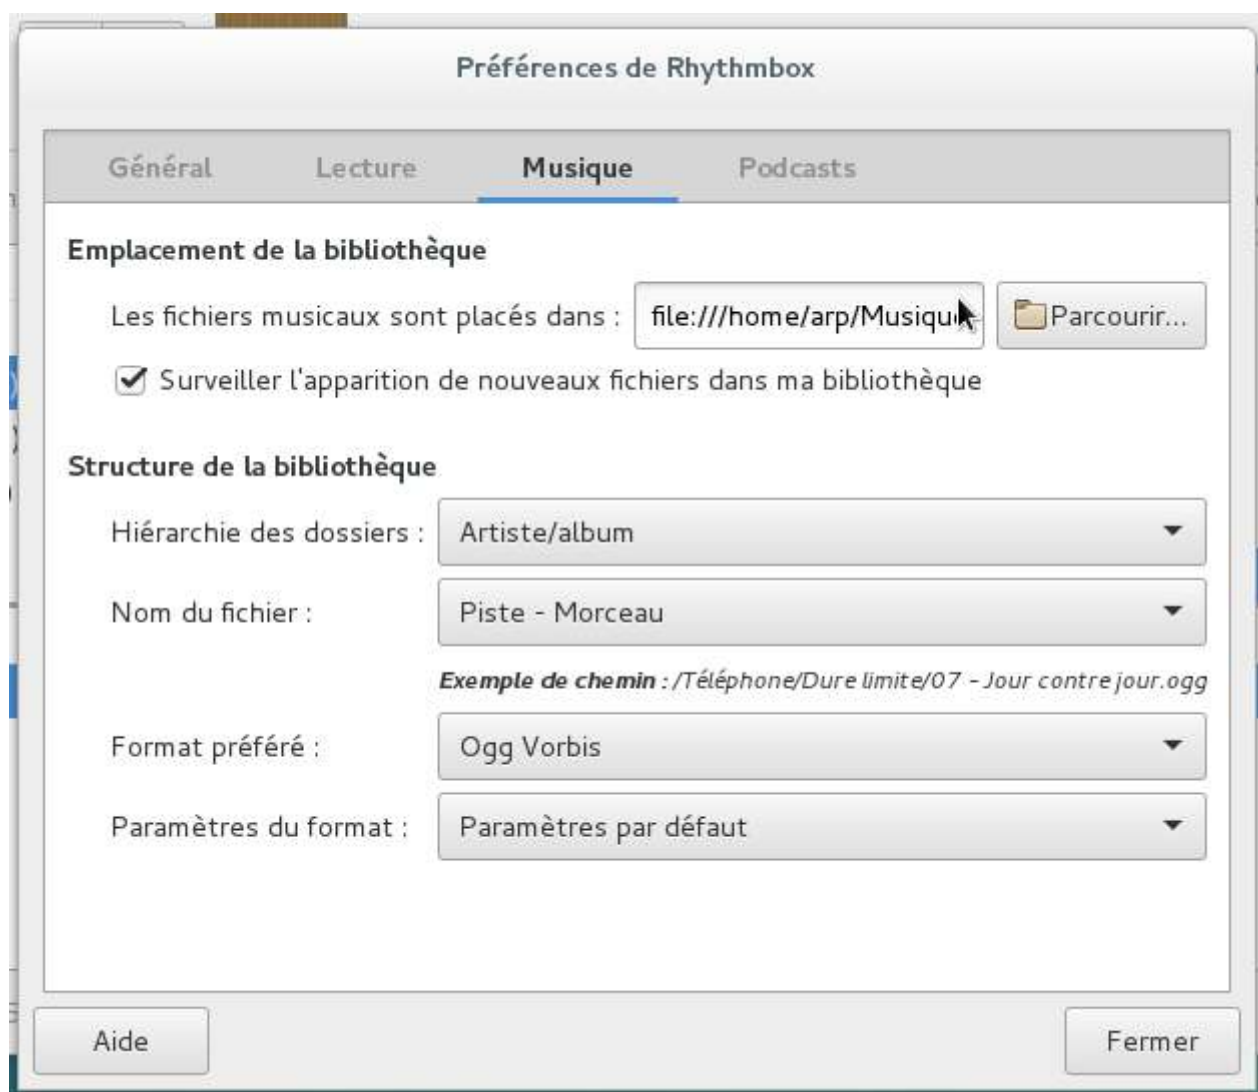 Préférences de Rhythmbox
Général Lecture Musique Podcasts
Emplacement de la bibliothèque
Les fichiers musicaux sont placés dans : file:///home/arp/Musique Parcourir...
Surveiller l'apparition de nouveaux fichiers dans ma bibliothèque
Structure de la bibliothèque
Hiérarchie des dossiers : Artiste/album
Nom du fichier : Piste - Morceau
Exemple de chemin : /Téléphone/Dure limite/07 - Jour contre jour.ogg
Format préféré : Ogg Vorbis
Paramètres du format : Paramètres par défaut
Aide Fermer